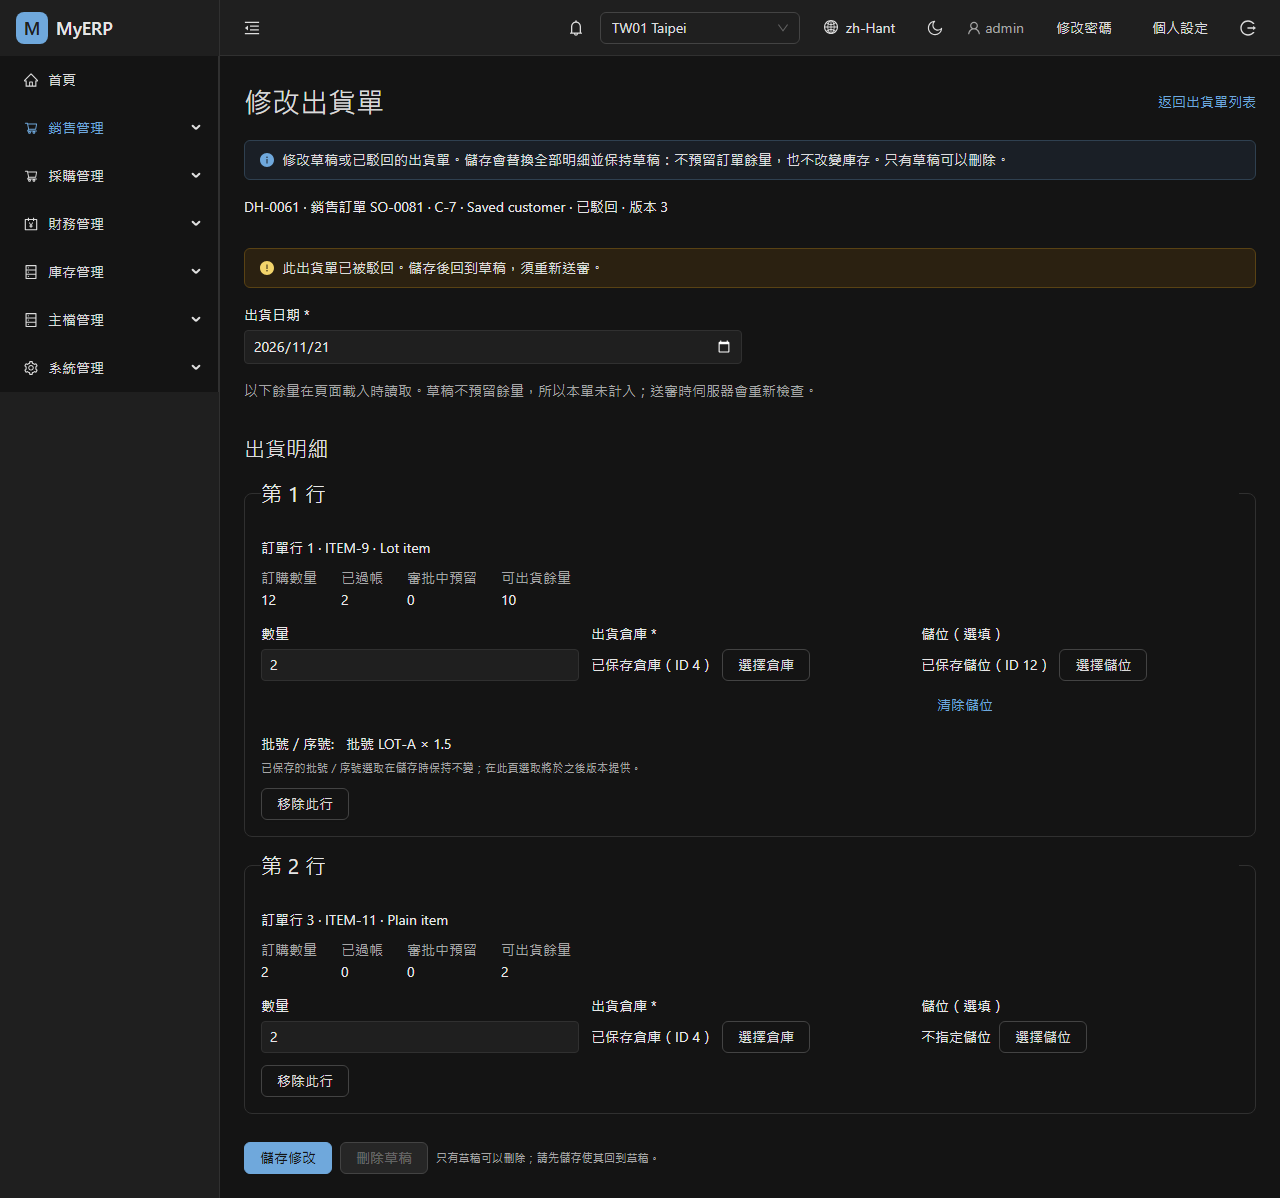 M MyERP
TW01 Taipei
zh-Hant
admin
修改密碼
個人設定
首頁
銷售管理
採購管理
財務管理
庫存管理
主檔管理
系統管理
修改出貨單
返回出貨單列表
修改草稿或已駁回的出貨單。儲存會替換全部明細並保持草稿：不預留訂單餘量，也不改變庫存。只有草稿可以刪除。
DH-0061 · 銷售訂單 SO-0081 · C-7 · Saved customer · 已駁回 · 版本 3
此出貨單已被駁回。儲存後回到草稿，須重新送審。
出貨日期 *
2026/11/21
以下餘量在頁面載入時讀取。草稿不預留餘量，所以本單未計入；送審時伺服器會重新檢查。
出貨明細
第 1 行
訂單行 1 · ITEM-9 · Lot item
訂購數量 已過帳 審批中預留 可出貨餘量
12 2 0 10
數量 出貨倉庫 * 儲位（選填）
2 已保存倉庫（ID 4） 選擇倉庫 已保存儲位（ID 12） 選擇儲位
清除儲位
批號 / 序號: 批號 LOT-A × 1.5
已保存的批號 / 序號選取在儲存時保持不變；在此頁選取將於之後版本提供。
移除此行
第 2 行
訂單行 3 · ITEM-11 · Plain item
訂購數量 已過帳 審批中預留 可出貨餘量
2 0 0 2
數量 出貨倉庫 * 儲位（選填）
2 已保存倉庫（ID 4） 選擇倉庫 不指定儲位 選擇儲位
移除此行
儲存修改 刪除草稿 只有草稿可以刪除；請先儲存使其回到草稿。